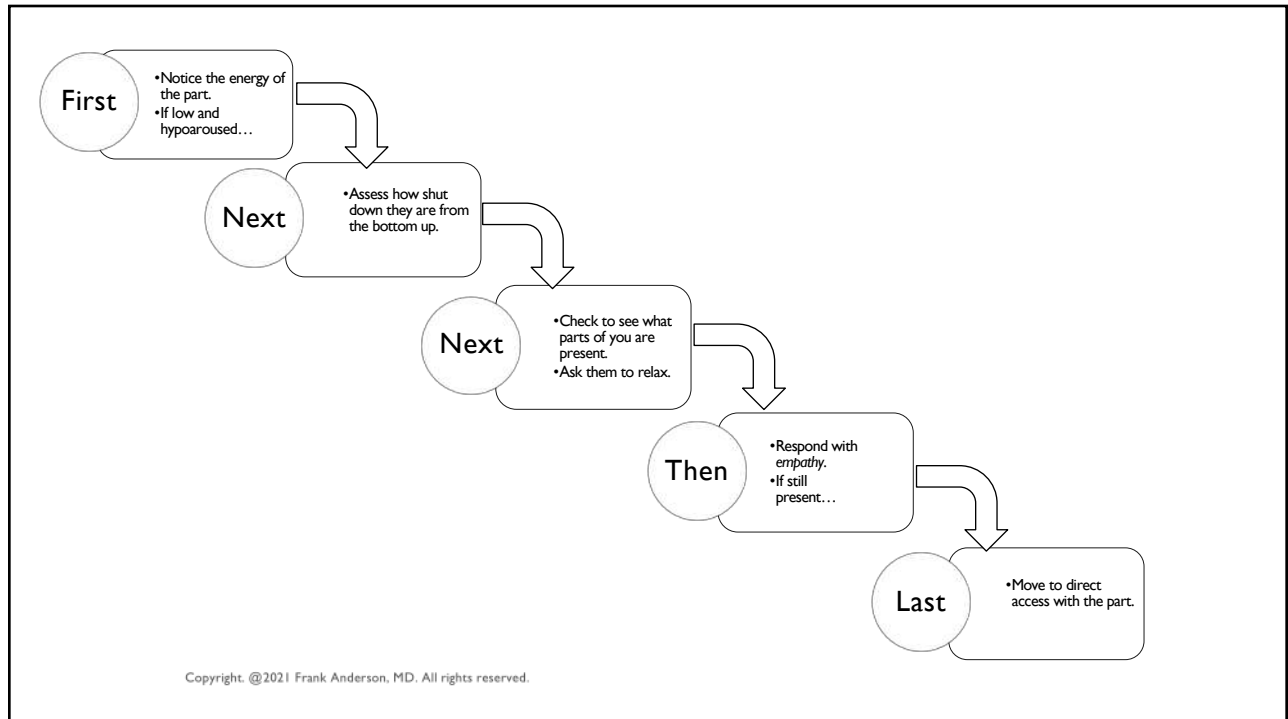 First
•Notice the energy of
the part.
•If low and
hypoaroused…
Next
•Assess how shut
down they are from
the bottom up.
Next
•Check to see what
parts of you are
present.
•Ask them to relax.
Then
•Respond with
empathy.
•If still
present…
Last
•Move to direct
access with the part.
Copyright. @2021 Frank Anderson, MD. All rights reserved.